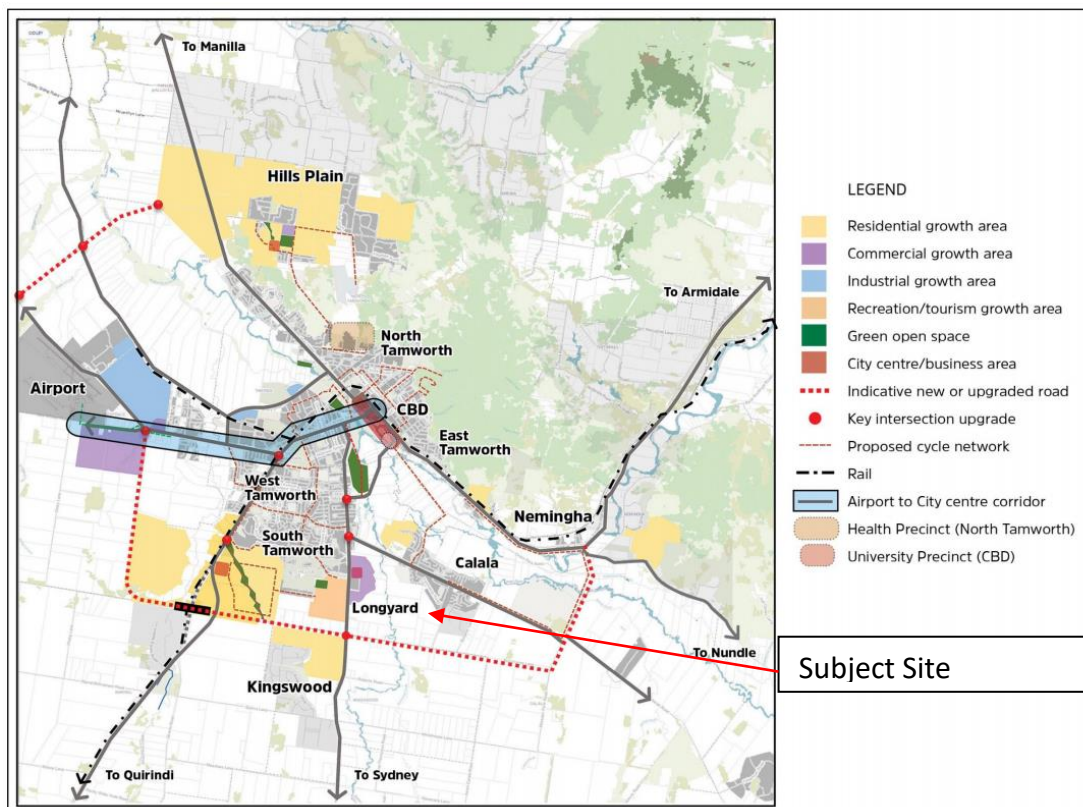 To Manilla
Hills Plain
To Armidale
North
Tamworth
Airport
CBD
East
Tamworth
West
Tamworth
Nemingha
South
Tamworth
Calala
Longyard
To Nundle
Kingswood
To Quirindi
To Sydney
LEGEND
Residential growth area
Commercial growth area
Industrial growth area
Recreation/tourism growth area
Green open space
City centre/business area
Indicative new or upgraded road
Key intersection upgrade
Proposed cycle network
Rail
Airport to City centre corridor
Health Precinct (North Tamworth)
University Precinct (CBD)
Subject Site